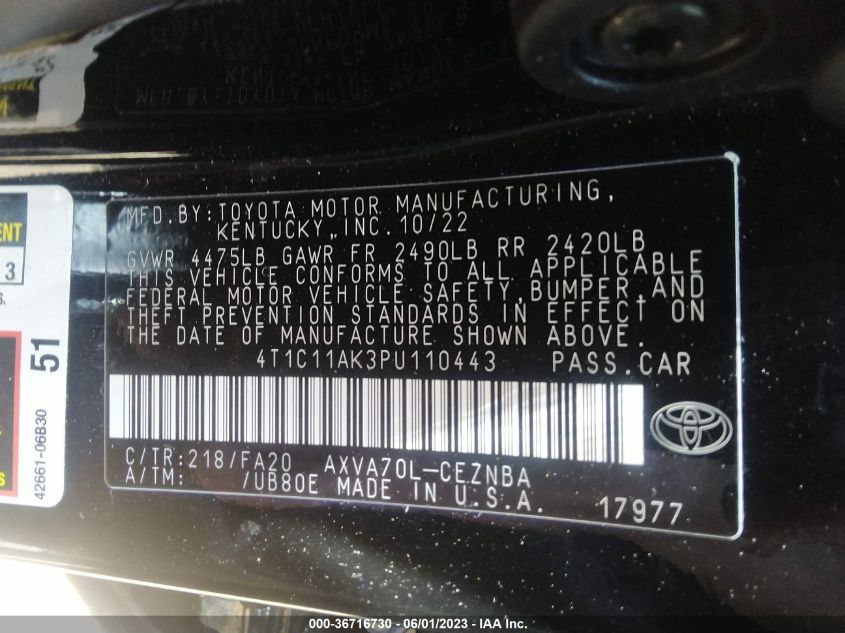 MFD.BY:TOYOTA MOTOR MANUFACTURING,
KENTUCKY,INC. 10/22
GVWR 4475LB GAWR FR 2490LB RR 2420LB
THIS VEHICLE CONFORMS TO ALL APPLICABLE
FEDERAL MOTOR VEHICLE SAFETY,BUMPER,AND
THEFT PREVENTION STANDARDS IN EFFECT ON
THE DATE OF MANUFACTURE SHOWN ABOVE.
4T1C11AK3PU110443 PASS.CAR
C/TR:218/FA20 AXVA70L-CEZNBA
A/TM: /UB80E MADE IN U.S.A.
17977
ENT
3
S.
51
42661-06B30
000-36716730 - 06/01/2023 - IAA Inc.